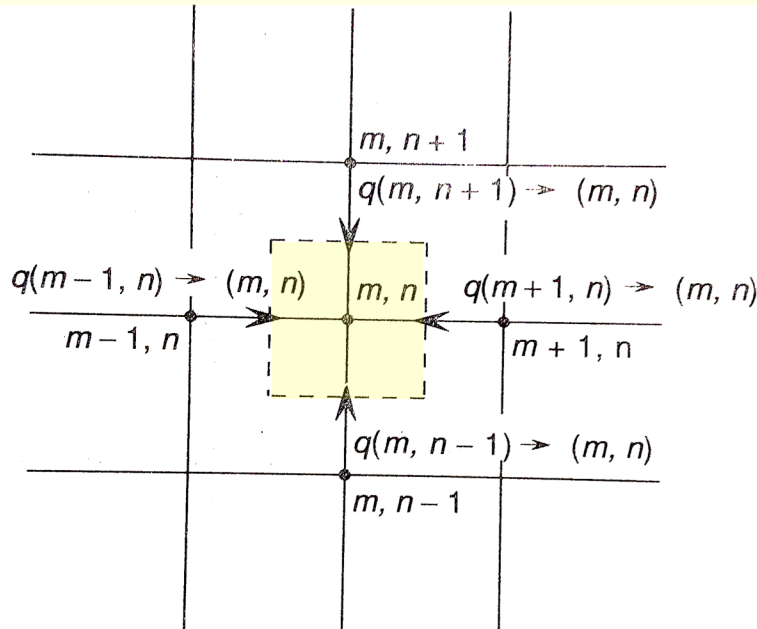 m, n + 1
q(m, n + 1) → (m, n)
q(m − 1, n) → (m, n)
m, n
q(m + 1, n) → (m, n)
m − 1, n
m + 1, n
q(m, n − 1) → (m, n)
m, n − 1